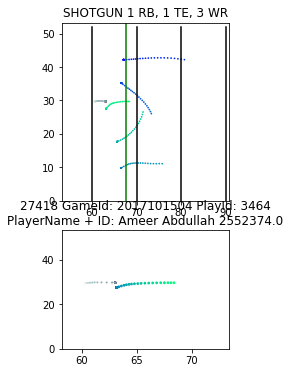 SHOTGUN 1 RB, 1 TE, 3 WR
50
40
30
20
10
0
60 70 80 90
27418 GameId: 2017101504 PlayId: 3464
PlayerName + ID: Ameer Abdullah 2552374.0
40
20
0
60 65 70